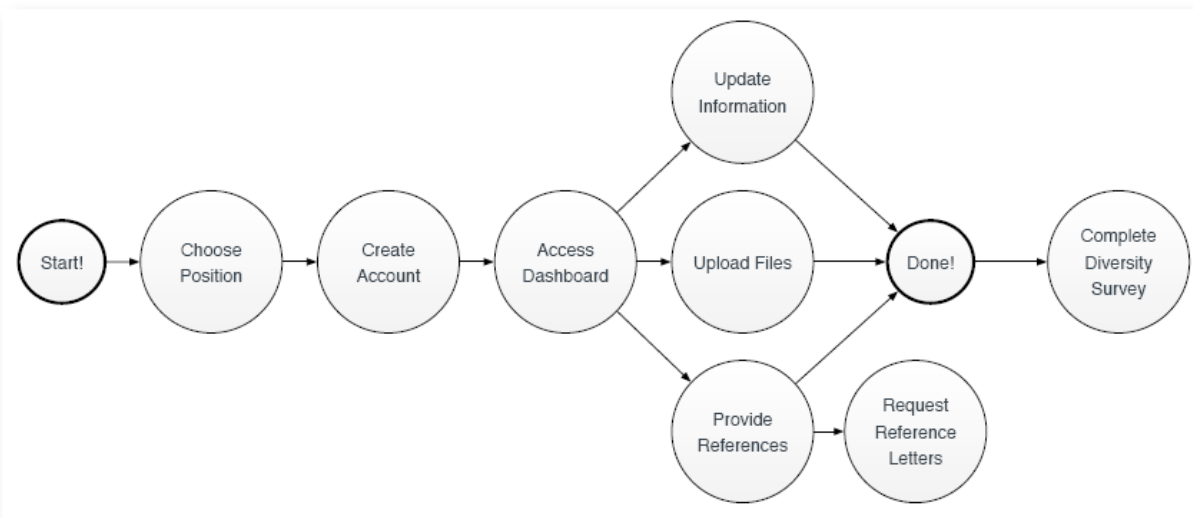 Start!
Choose
Position
Create
Account
Access
Dashboard
Update
Information
Upload Files
Provide
References
Request
Reference
Letters
Done!
Complete
Diversity
Survey